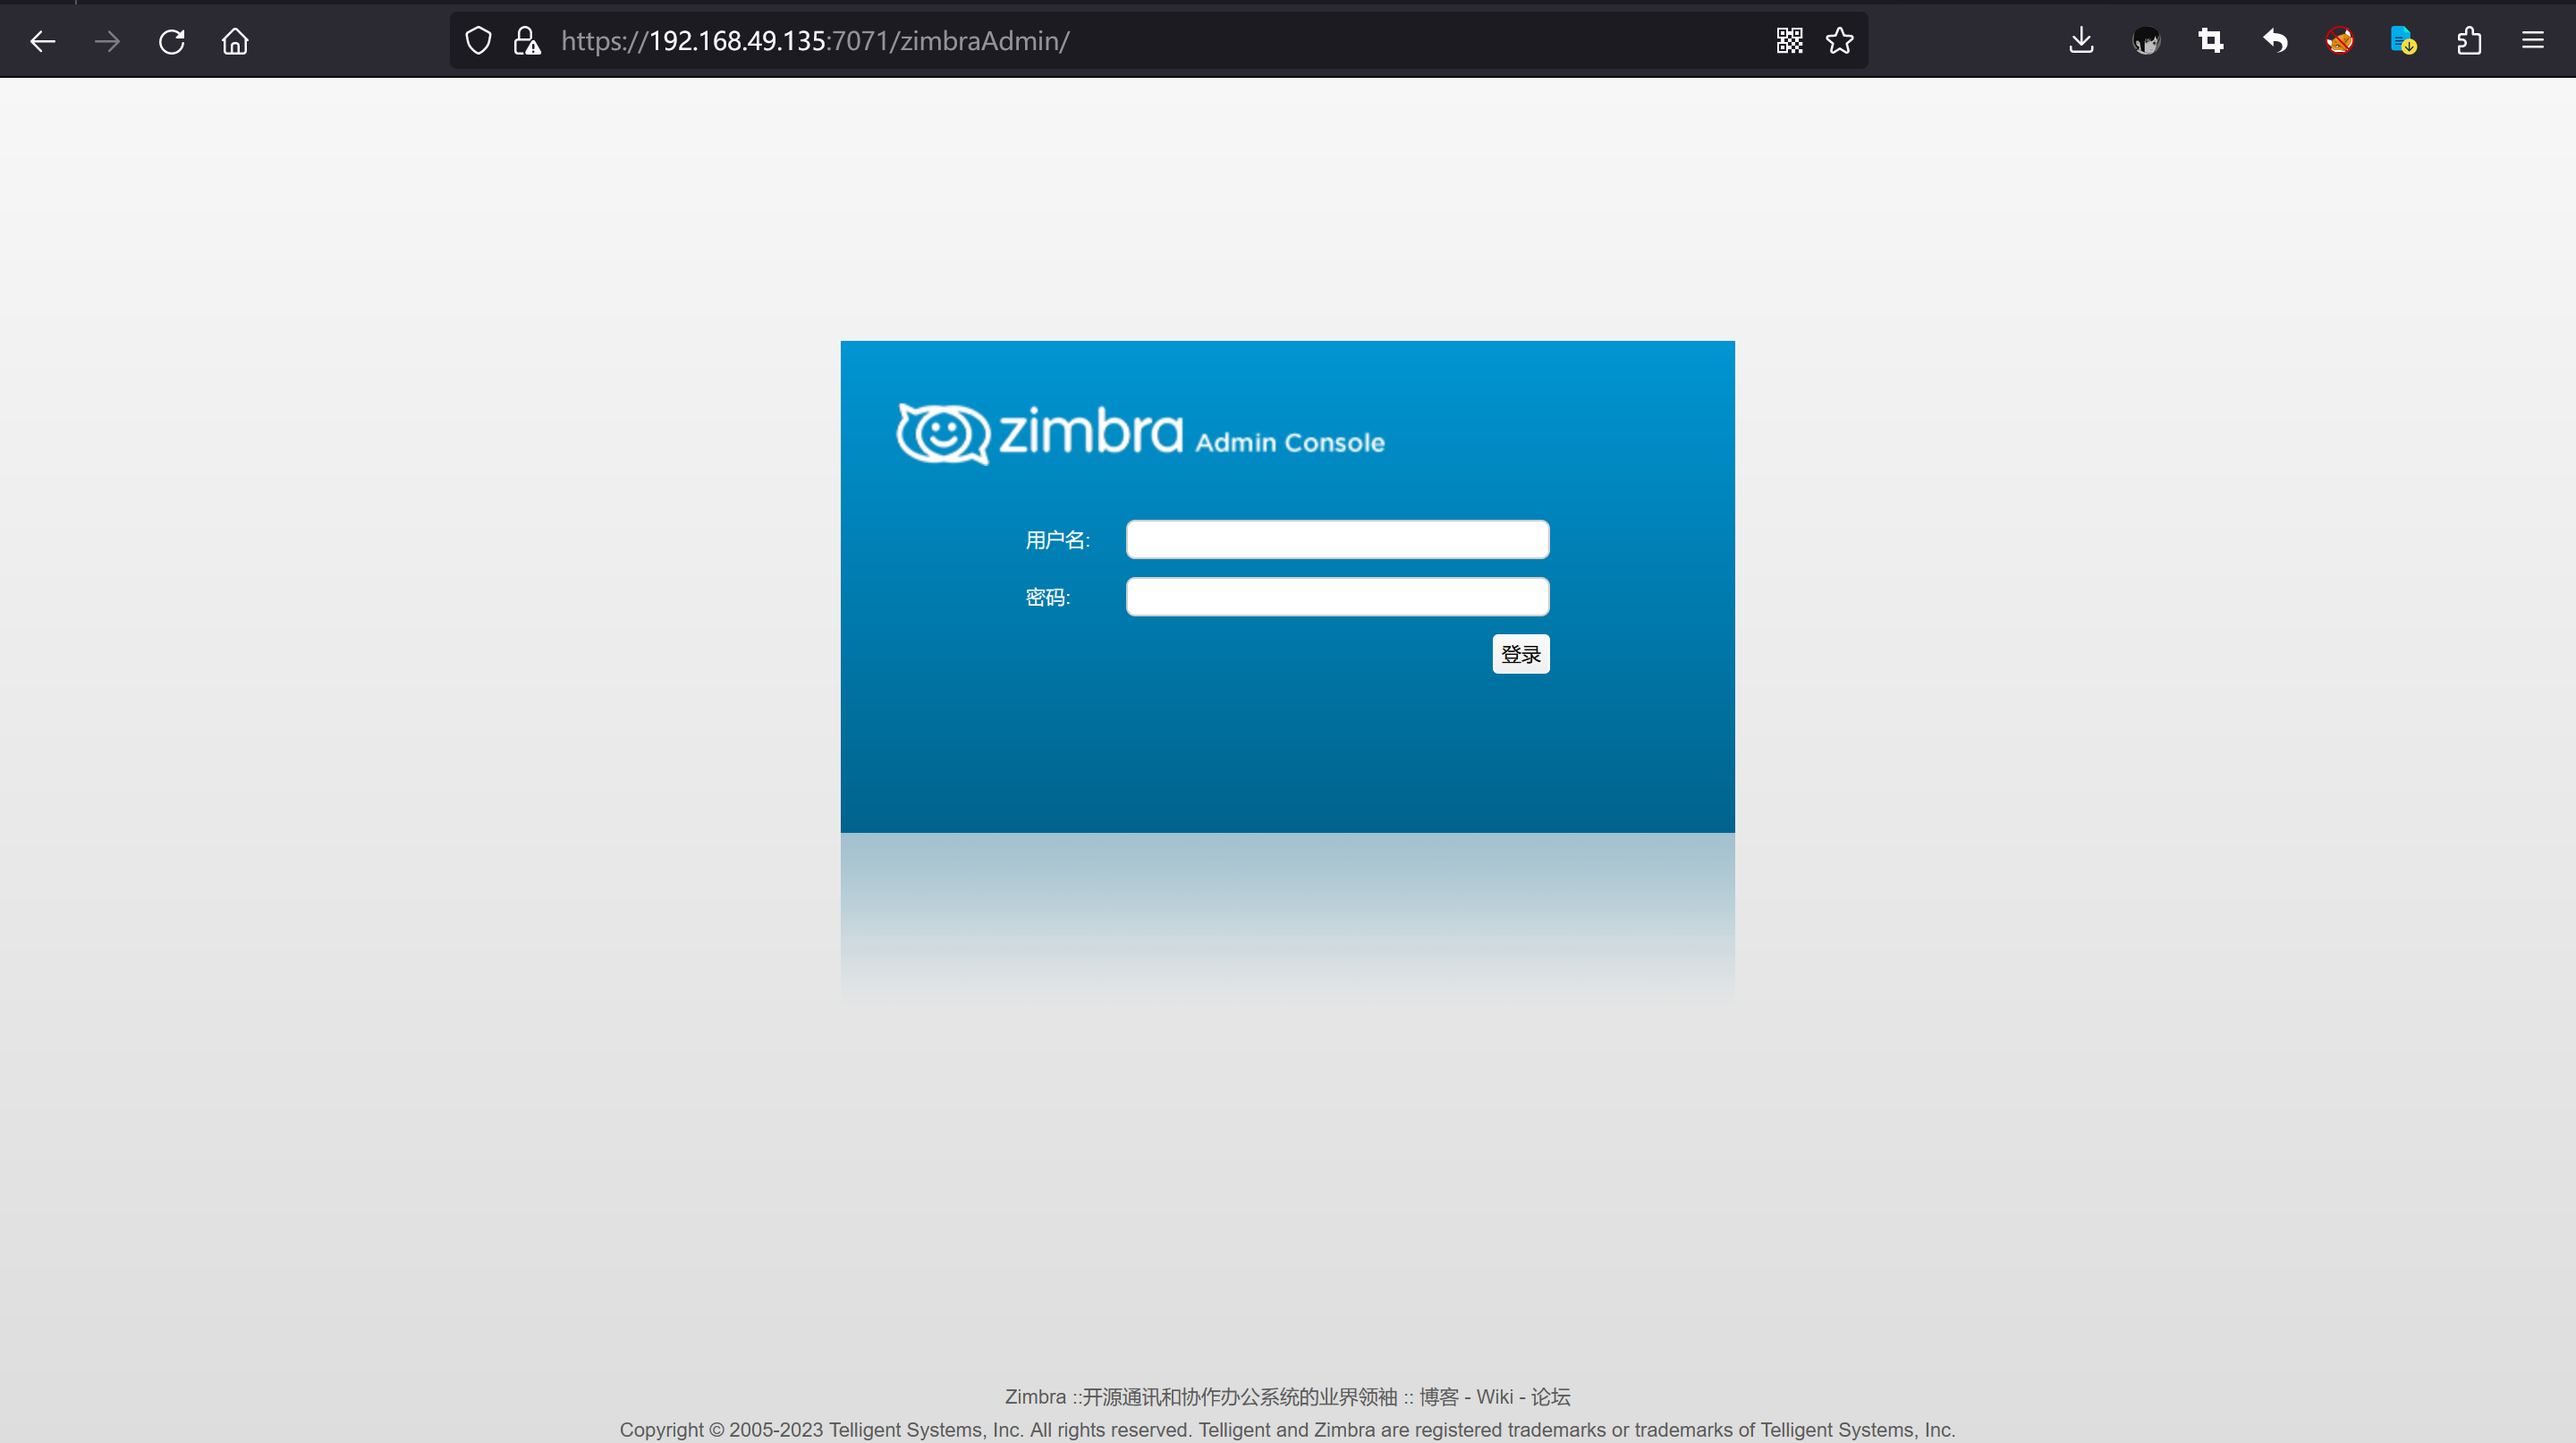 https://192.168.49.135:7071/zimbraAdmin/
zimbra Admin Console
用户名:
密码:
登录
Zimbra ::开源通讯和协作办公系统的业界领袖 :: 博客 - Wiki - 论坛
Copyright © 2005-2023 Telligent Systems, Inc. All rights reserved. Telligent and Zimbra are registered trademarks or trademarks of Telligent Systems, Inc.